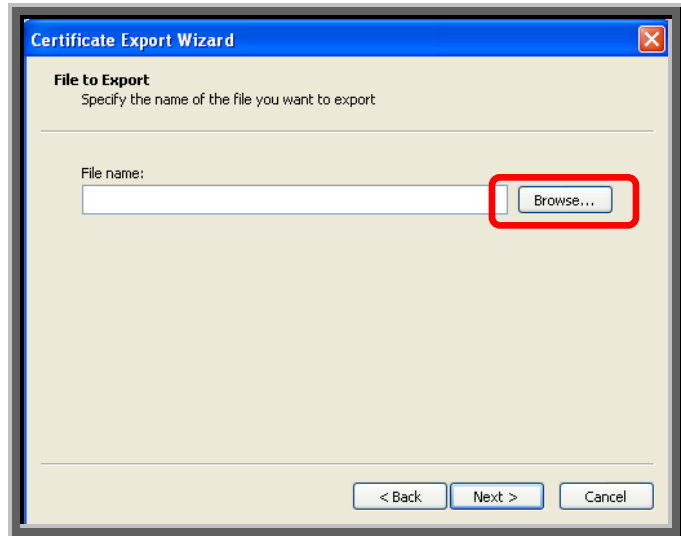 Certificate Export Wizard
File to Export
Specify the name of the file you want to export
File name:
Browse...
< Back Next > Cancel